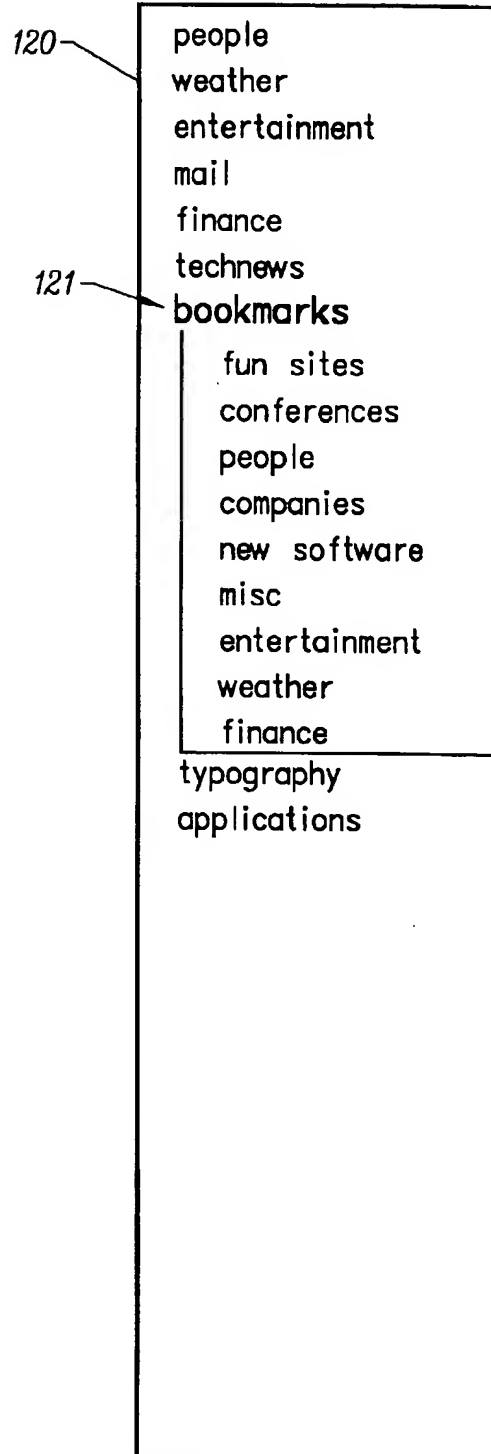 120
people
weather
entertainment
mail
finance
technews
121
bookmarks
fun sites
conferences
people
companies
new software
misc
entertainment
weather
finance
typography
applications